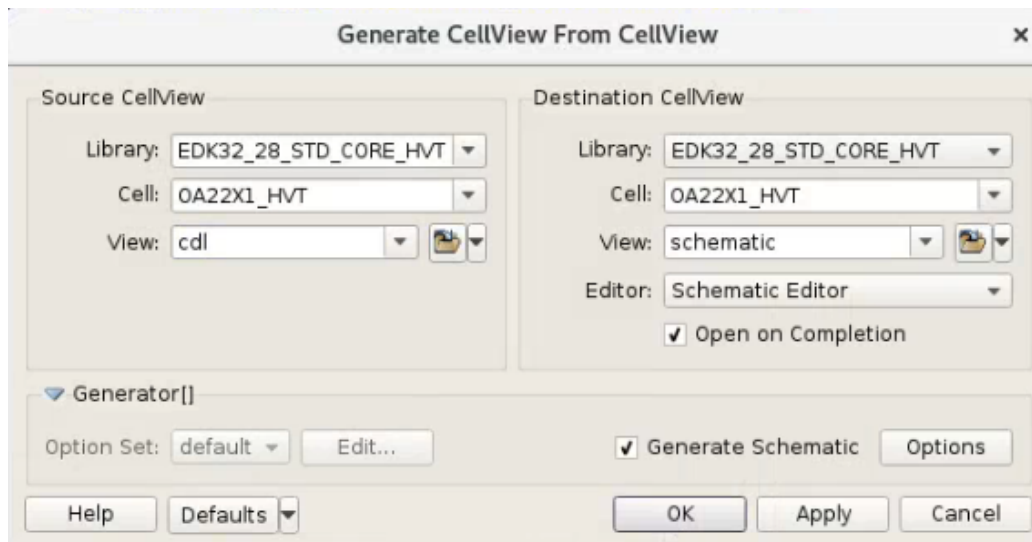 Generate CellView From CellView
Source CellView
Destination CellView
Library: EDK32_28_STD_CORE_HVT
Library: EDK32_28_STD_CORE_HVT
Cell: OA22X1_HVT
Cell: OA22X1_HVT
View: cdl
View: schematic
Editor: Schematic Editor
Open on Completion
Generator[]
Option Set: default Edit...
Generate Schematic Options
Help Defaults OK Apply Cancel